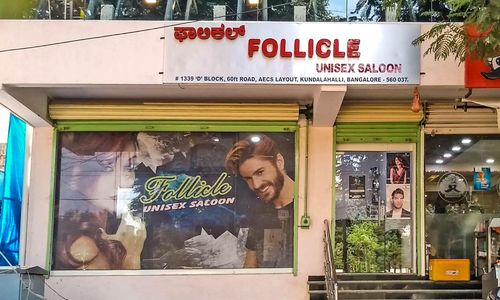 ಫಾಲಿಕಲ್
FOLLICLE
UNISEX SALOON
# 1339 'D' BLOCK, 60ft ROAD, AECS LAYOUT, KUNDALAHALLI, BANGALORE - 560 037.
Follicle
UNISEX SALOON